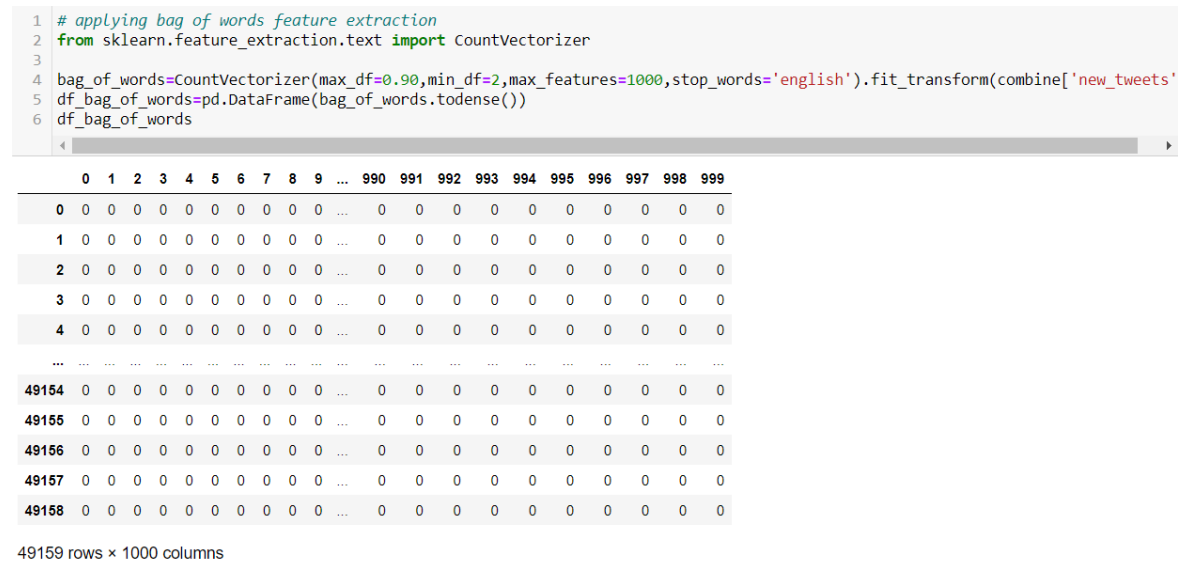 1 # applying bag of words feature extraction
2 from sklearn.feature_extraction.text import CountVectorizer
3
4 bag_of_words=CountVectorizer(max_df=0.90,min_df=2,max_features=1000,stop_words='english').fit_transform(combine['new_tweets'
5 df_bag_of_words=pd.DataFrame(bag_of_words.todense())
6 df_bag_of_words
0 1 2 3 4 5 6 7 8 9 ... 990 991 992 993 994 995 996 997 998 999
0 0 0 0 0 0 0 0 0 0 0 ... 0 0 0 0 0 0 0 0 0 0
1 0 0 0 0 0 0 0 0 0 0 ... 0 0 0 0 0 0 0 0 0 0
2 0 0 0 0 0 0 0 0 0 0 ... 0 0 0 0 0 0 0 0 0 0
3 0 0 0 0 0 0 0 0 0 0 ... 0 0 0 0 0 0 0 0 0 0
4 0 0 0 0 0 0 0 0 0 0 ... 0 0 0 0 0 0 0 0 0 0
... ... ... ... ... ... ... ... ... ... ... ... ... ... ... ... ... ... ... ... ... ...
49154 0 0 0 0 0 0 0 0 0 0 ... 0 0 0 0 0 0 0 0 0 0
49155 0 0 0 0 0 0 0 0 0 0 ... 0 0 0 0 0 0 0 0 0 0
49156 0 0 0 0 0 0 0 0 0 0 ... 0 0 0 0 0 0 0 0 0 0
49157 0 0 0 0 0 0 0 0 0 0 ... 0 0 0 0 0 0 0 0 0 0
49158 0 0 0 0 0 0 0 0 0 0 ... 0 0 0 0 0 0 0 0 0 0
49159 rows × 1000 columns